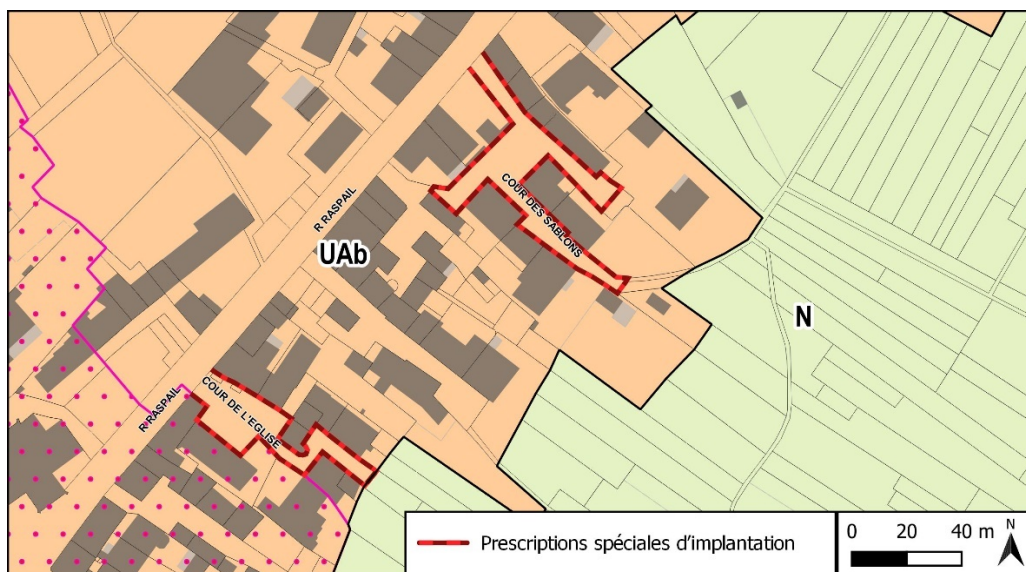 R RASPAIL
COUR DES SABLONS
UAb
N
COUR DE L'EGLISE
R RASPAIL
Prescriptions spéciales d'implantation
0 20 40 m
N